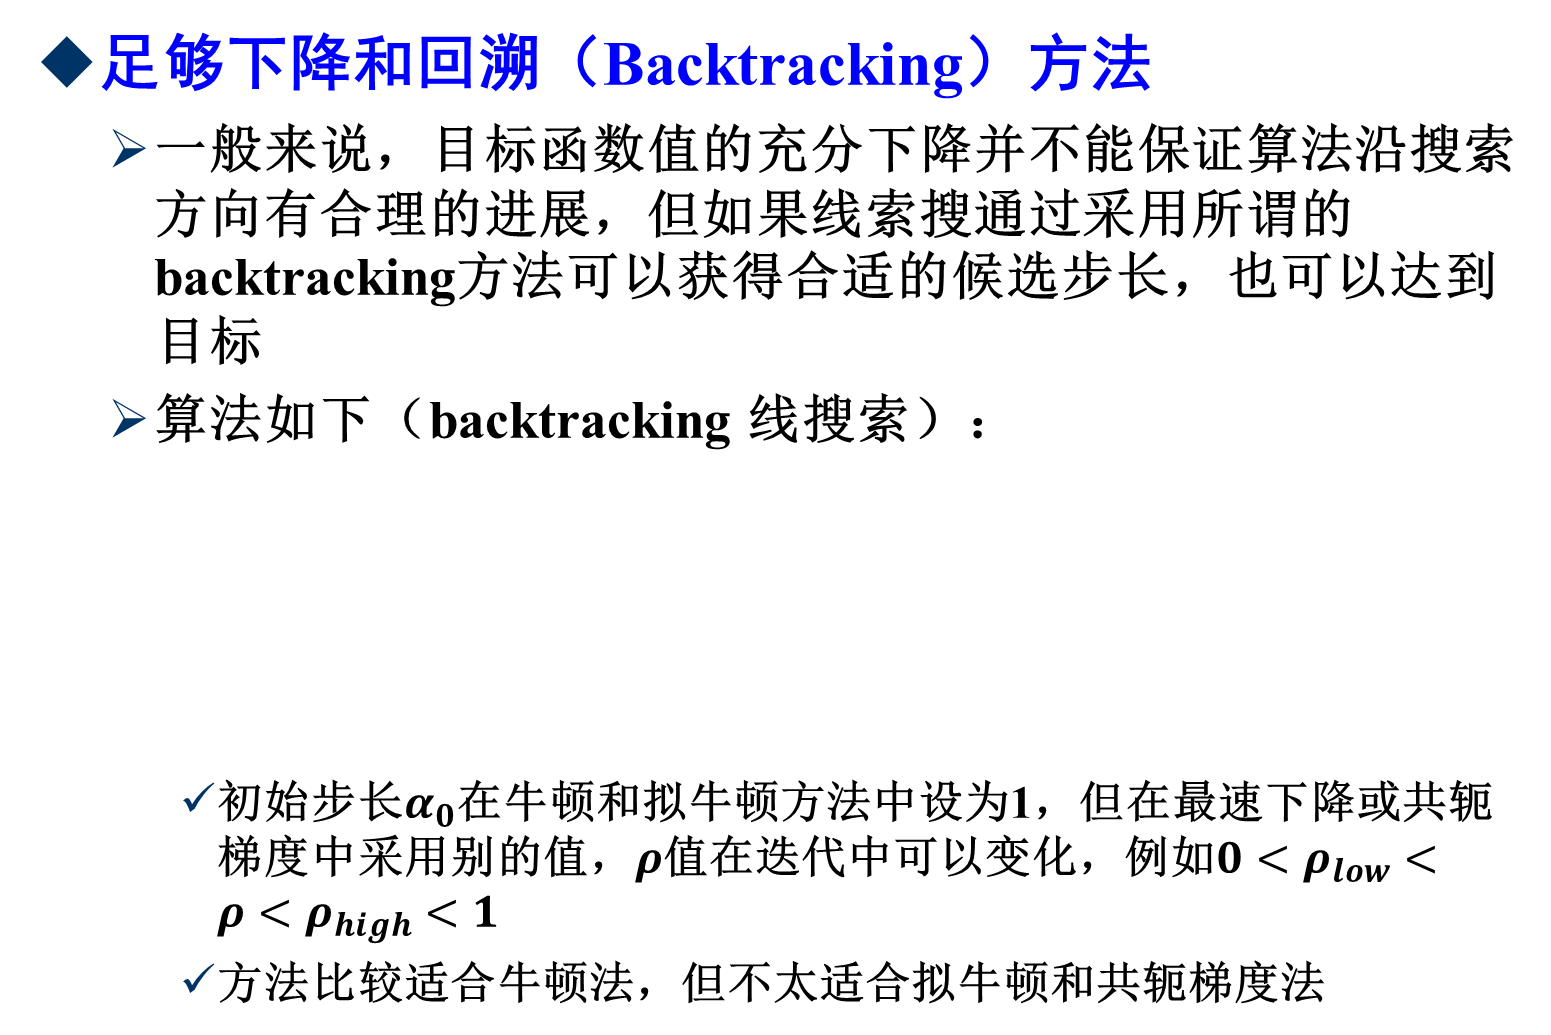 足够下降和回溯（Backtracking）方法
一般来说，目标函数值的充分下降并不能保证算法沿搜索
方向有合理的进展，但如果线索搜通过采用所谓的
backtracking方法可以获得合适的候选步长，也可以达到
目标
算法如下（backtracking 线搜索）：
初始步长α₀在牛顿和拟牛顿方法中设为1，但在最速下降或共轭
梯度中采用别的值，ρ值在迭代中可以变化，例如0 < ρ_low <
ρ < ρ_high < 1
方法比较适合牛顿法，但不太适合拟牛顿和共轭梯度法